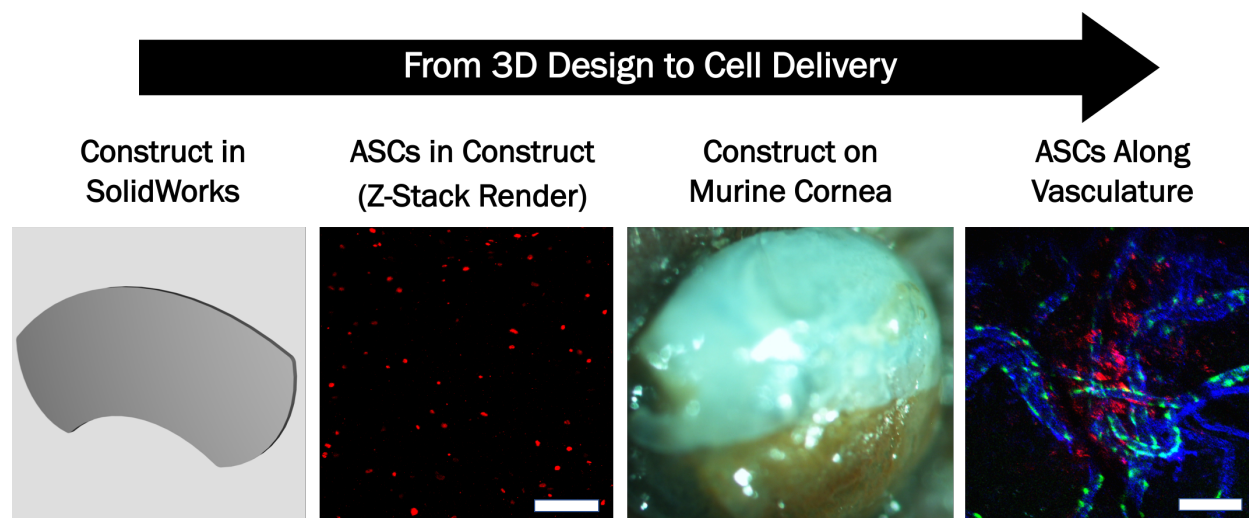 From 3D Design to Cell Delivery
Construct in
SolidWorks
ASCs in Construct
(Z-Stack Render)
Construct on
Murine Cornea
ASCs Along
Vasculature